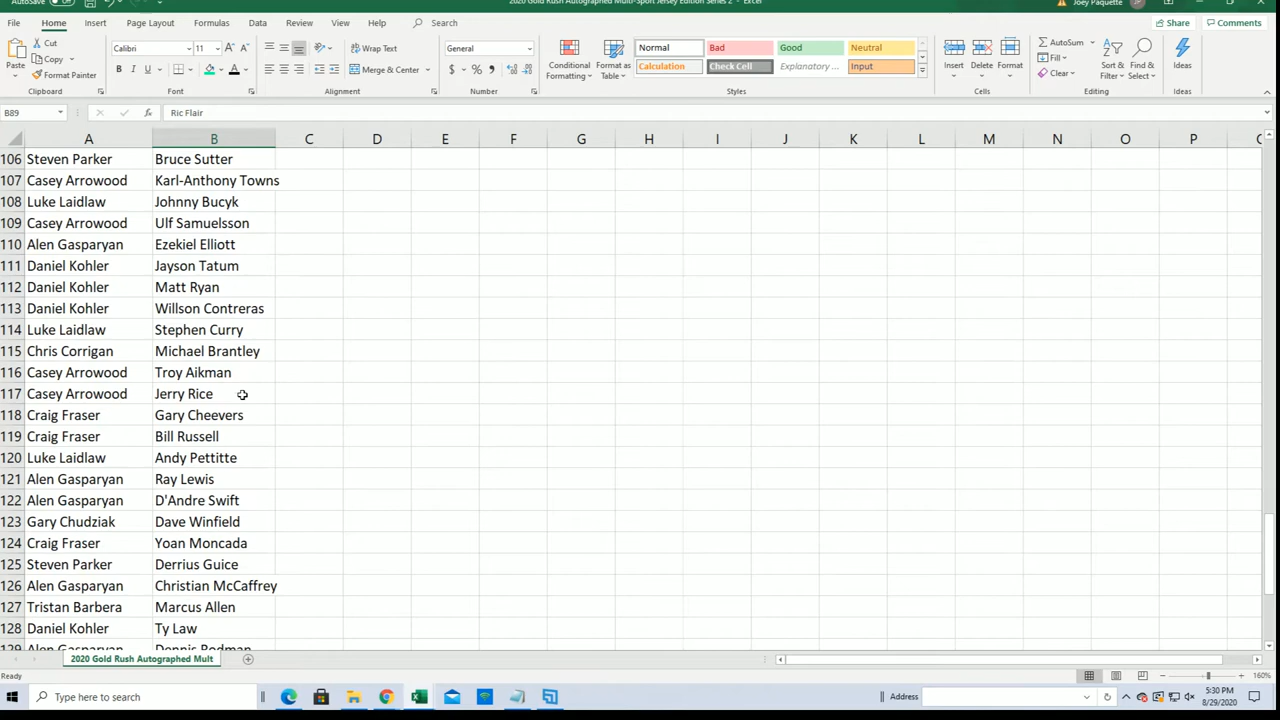 AutoSave 2020 Gold Rush Autographed Multi-Sport Jersey Edition Series 2 - Excel Joey Paquette JP
File Home Insert Page Layout Formulas Data Review View Help Search Share Comments
Paste Cut Copy Format Painter Clipboard
Calibri 11 A A B I U A Font
Wrap Text Merge & Center Alignment
General $ % , Number
Conditional Formatting Format as Table Normal Bad Good Neutral Calculation Check Cell Explanatory ... Input Styles
Insert Delete Format Cells
AutoSum Fill Clear Sort & Filter Find & Select Editing Ideas Ideas
B89 fx Ric Flair
A B C D E F G H I J K L M N O P
106 Steven Parker Bruce Sutter
107 Casey Arrowood Karl-Anthony Towns
108 Luke Laidlaw Johnny Bucyk
109 Casey Arrowood Ulf Samuelsson
110 Alen Gasparyan Ezekiel Elliott
111 Daniel Kohler Jayson Tatum
112 Daniel Kohler Matt Ryan
113 Daniel Kohler Willson Contreras
114 Luke Laidlaw Stephen Curry
115 Chris Corrigan Michael Brantley
116 Casey Arrowood Troy Aikman
117 Casey Arrowood Jerry Rice
118 Craig Fraser Gary Cheevers
119 Craig Fraser Bill Russell
120 Luke Laidlaw Andy Pettitte
121 Alen Gasparyan Ray Lewis
122 Alen Gasparyan D'Andre Swift
123 Gary Chudziak Dave Winfield
124 Craig Fraser Yoan Moncada
125 Steven Parker Derrius Guice
126 Alen Gasparyan Christian McCaffrey
127 Tristan Barbera Marcus Allen
128 Daniel Kohler Ty Law
129 Alen Gasparyan Dennis Rodman
2020 Gold Rush Autographed Mult
Ready 160%
Type here to search Address 5:30 PM
8/29/2020